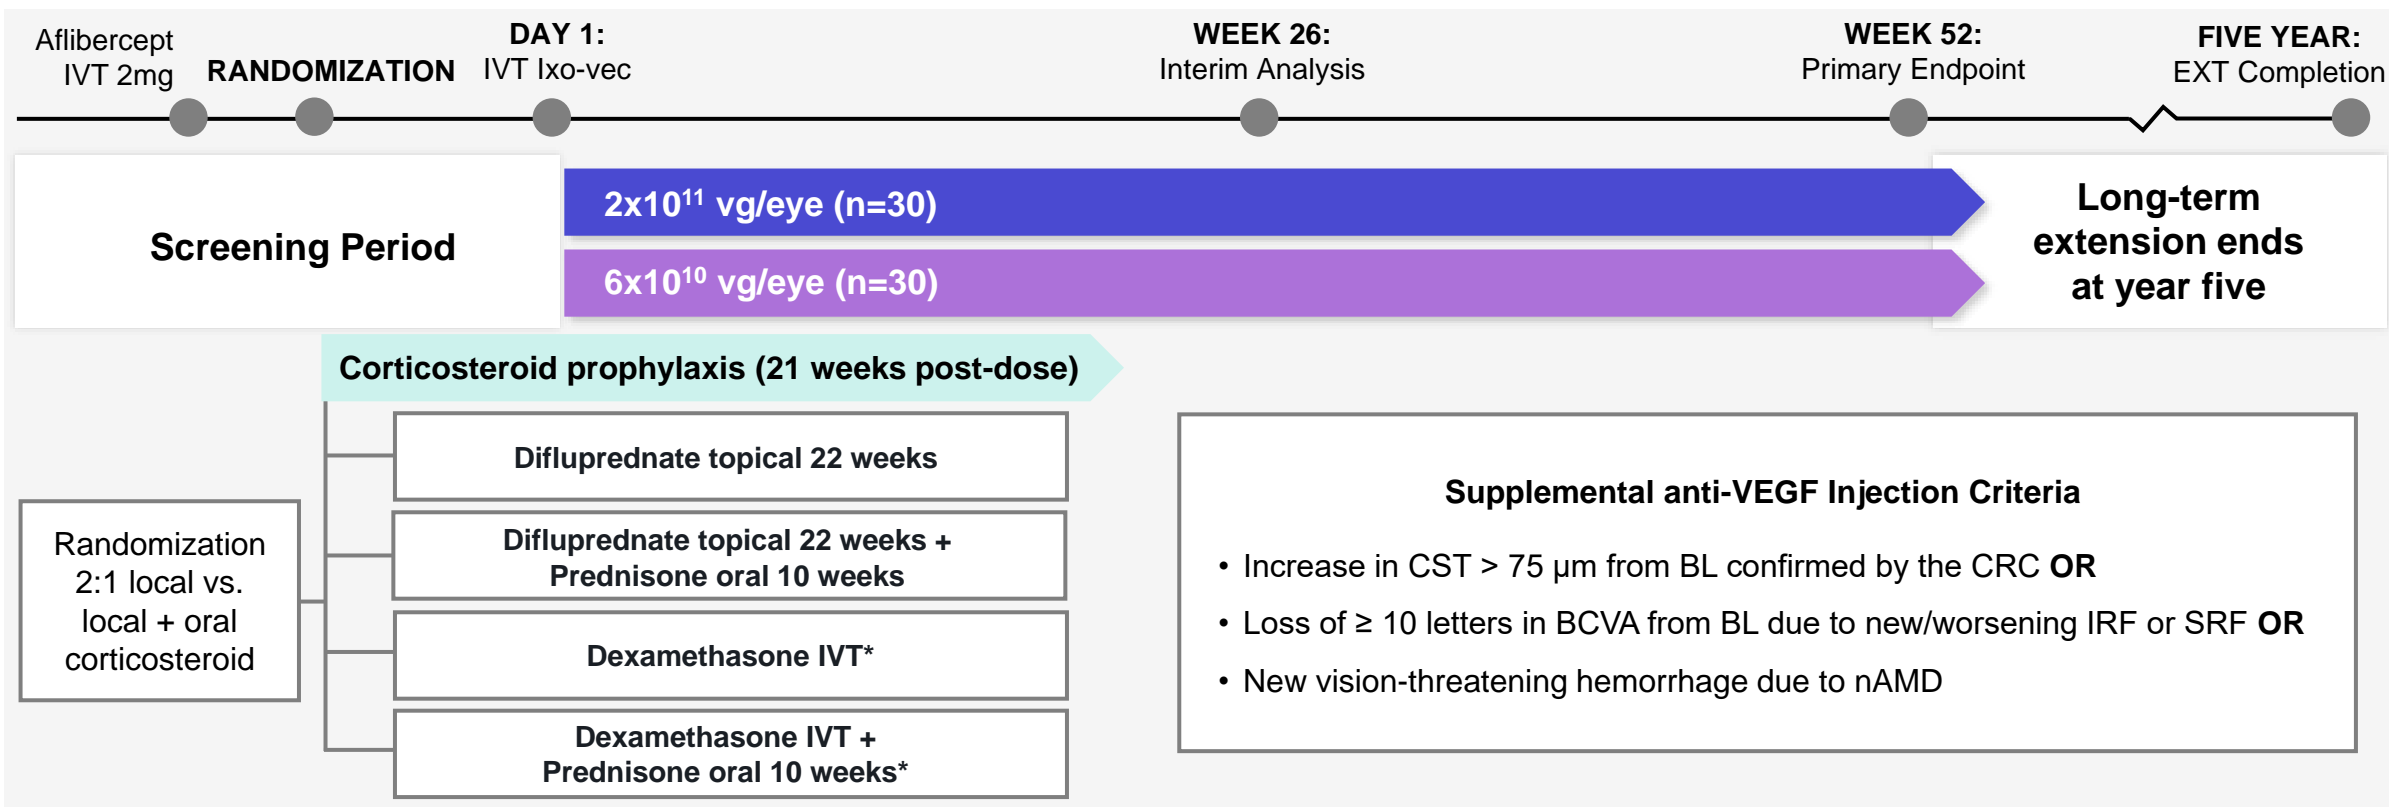 Aflibercept
IVT 2mg
RANDOMIZATION
DAY 1:
IVT Ixo-vec
WEEK 26:
Interim Analysis
WEEK 52:
Primary Endpoint
FIVE YEAR:
EXT Completion
Screening Period
2x10¹¹ vg/eye (n=30)
6x10¹⁰ vg/eye (n=30)
Long-term
extension ends
at year five
Corticosteroid prophylaxis (21 weeks post-dose)
Randomization
2:1 local vs.
local + oral
corticosteroid
Difluprednate topical 22 weeks
Difluprednate topical 22 weeks +
Prednisone oral 10 weeks
Dexamethasone IVT*
Dexamethasone IVT +
Prednisone oral 10 weeks*
Supplemental anti-VEGF Injection Criteria
• Increase in CST > 75 µm from BL confirmed by the CRC OR
• Loss of ≥ 10 letters in BCVA from BL due to new/worsening IRF or SRF OR
• New vision-threatening hemorrhage due to nAMD